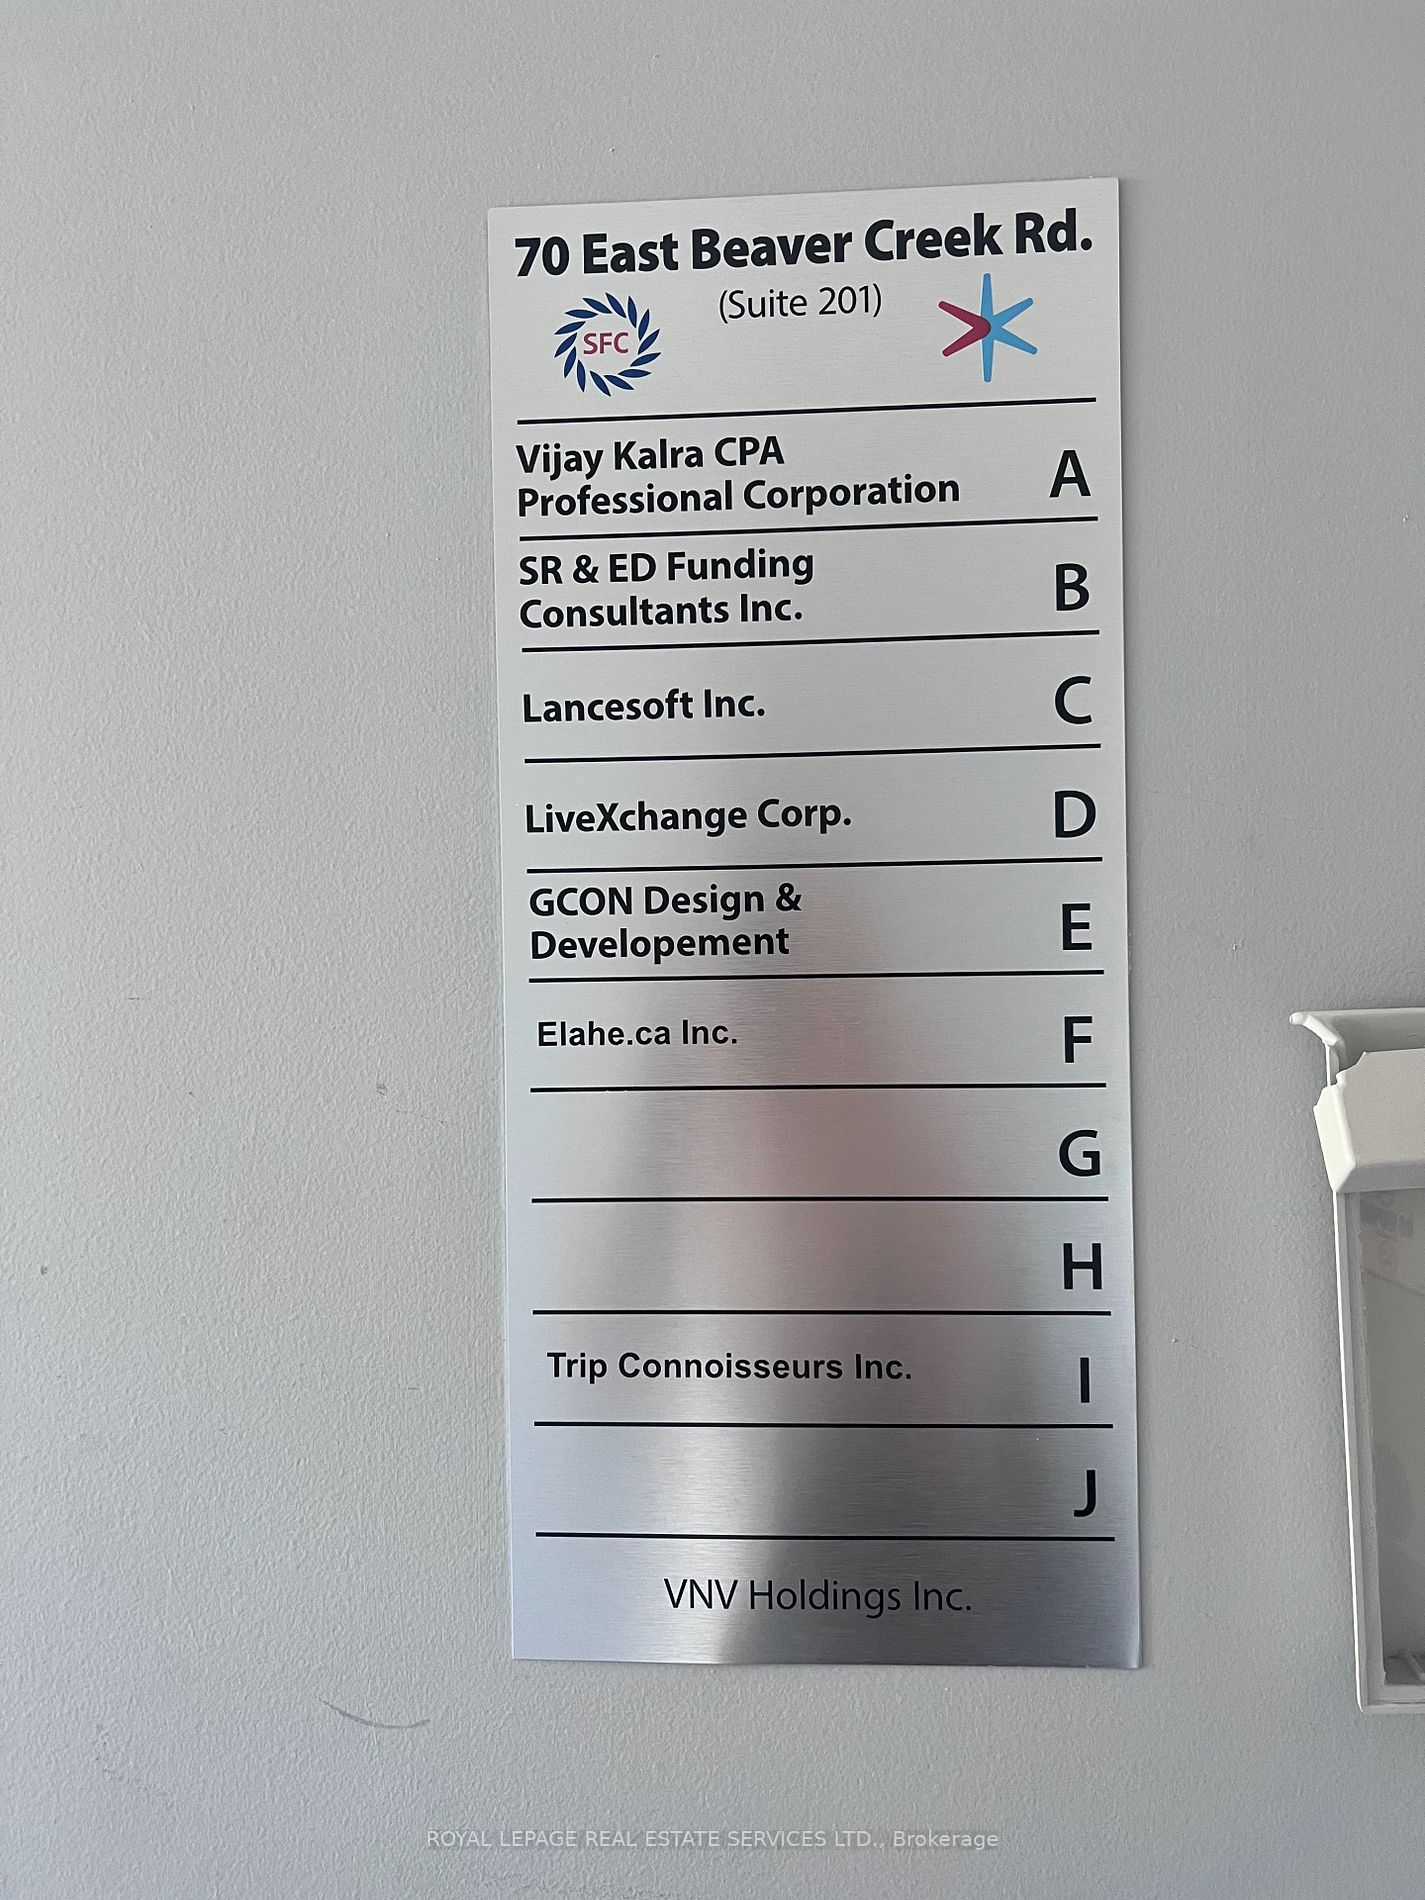 70 East Beaver Creek Rd.
(Suite 201)
SFC
Vijay Kalra CPA
Professional Corporation A
SR & ED Funding
Consultants Inc. B
Lancesoft Inc. C
LiveXchange Corp. D
GCON Design &
Developement E
Elahe.ca Inc. F
G
H
Trip Connoisseurs Inc. I
J
VNV Holdings Inc.
ROYAL LEPAGE REAL ESTATE SERVICES LTD., Brokerage